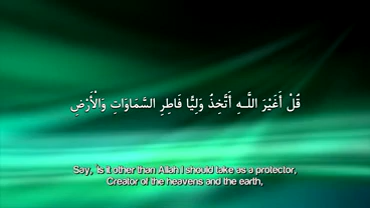 قُلْ أَغَيْرَ اللَّـهِ أَتَّخِذُ وَلِيًّا فَاطِرِ السَّمَاوَاتِ وَالْأَرْضِ
Say, 'Is it other than Allah I should take as a protector,
Creator of the heavens and the earth,